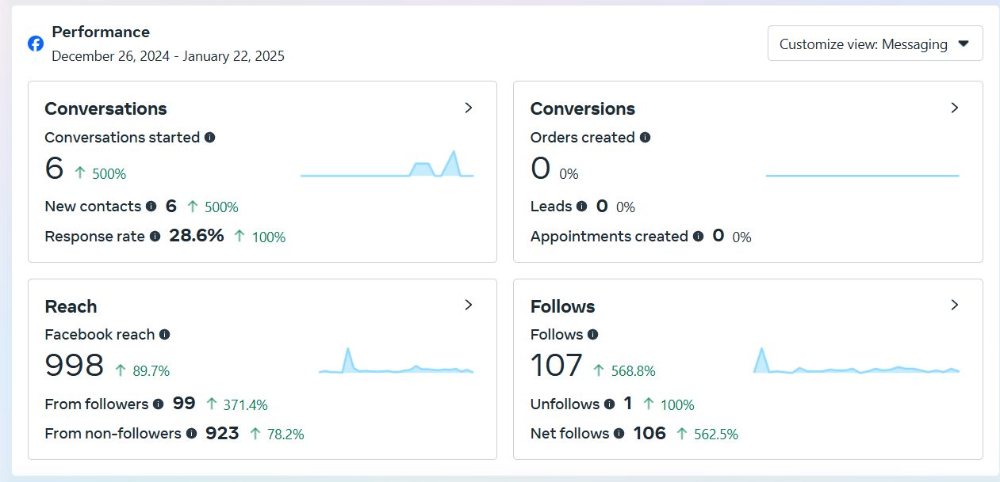 Performance
December 26, 2024 - January 22, 2025
Customize view: Messaging
Conversations
Conversations started
6 ↑ 500%
New contacts 6 ↑ 500%
Response rate 28.6% ↑ 100%
Conversions
Orders created
0 0%
Leads 0 0%
Appointments created 0 0%
Reach
Facebook reach
998 ↑ 89.7%
From followers 99 ↑ 371.4%
From non-followers 923 ↑ 78.2%
Follows
Follows
107 ↑ 568.8%
Unfollows 1 ↑ 100%
Net follows 106 ↑ 562.5%